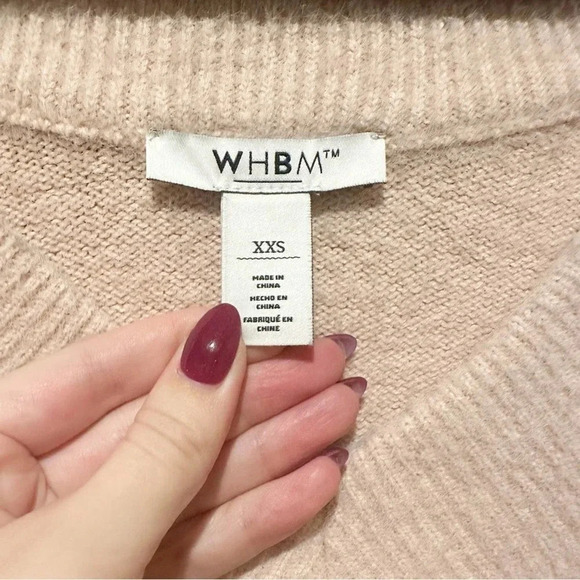 WHBM™
XXS
MADE IN
CHINA
HECHO EN
CHINA
FABRIQUÉ EN
CHINE